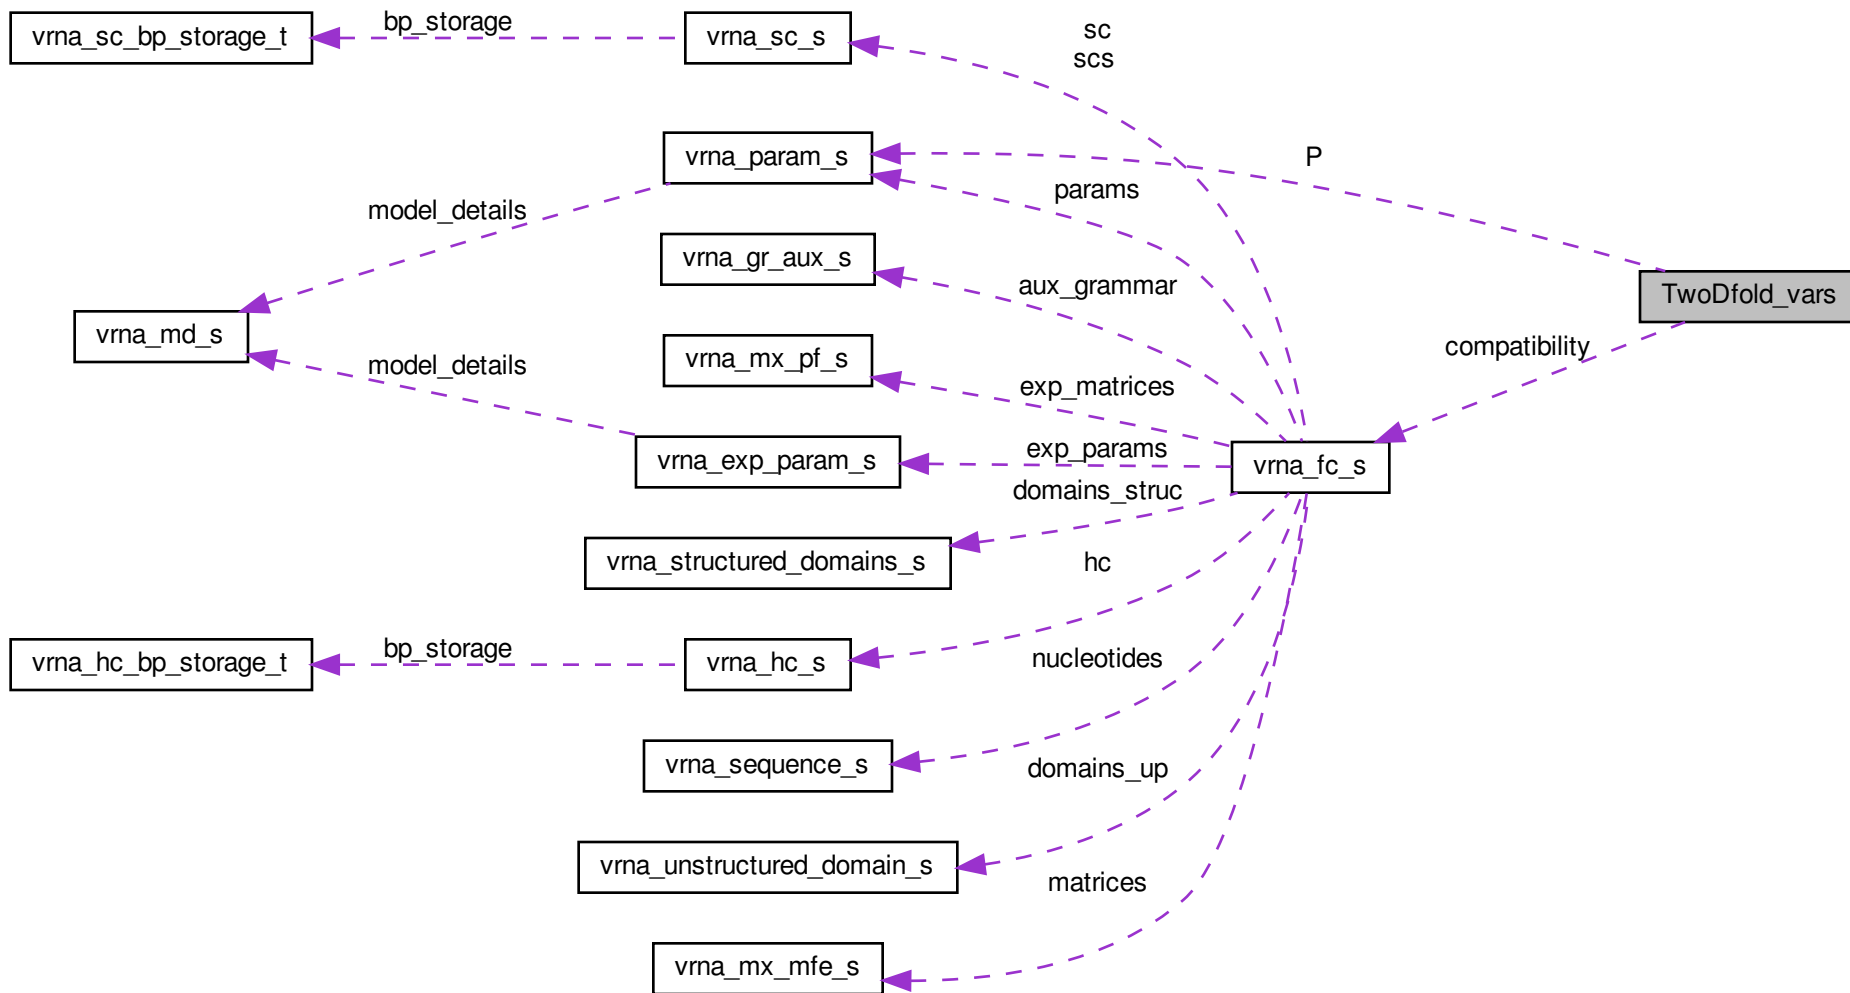 vrna_sc_bp_storage_t
bp_storage
vrna_sc_s
sc
scs
vrna_param_s
P
params
model_details
vrna_gr_aux_s
aux_grammar
TwoDfold_vars
vrna_md_s
vrna_mx_pf_s
compatibility
model_details
exp_matrices
vrna_exp_param_s
exp_params
vrna_fc_s
domains_struc
vrna_structured_domains_s
hc
vrna_hc_bp_storage_t
bp_storage
vrna_hc_s
nucleotides
vrna_sequence_s
domains_up
vrna_unstructured_domain_s
matrices
vrna_mx_mfe_s